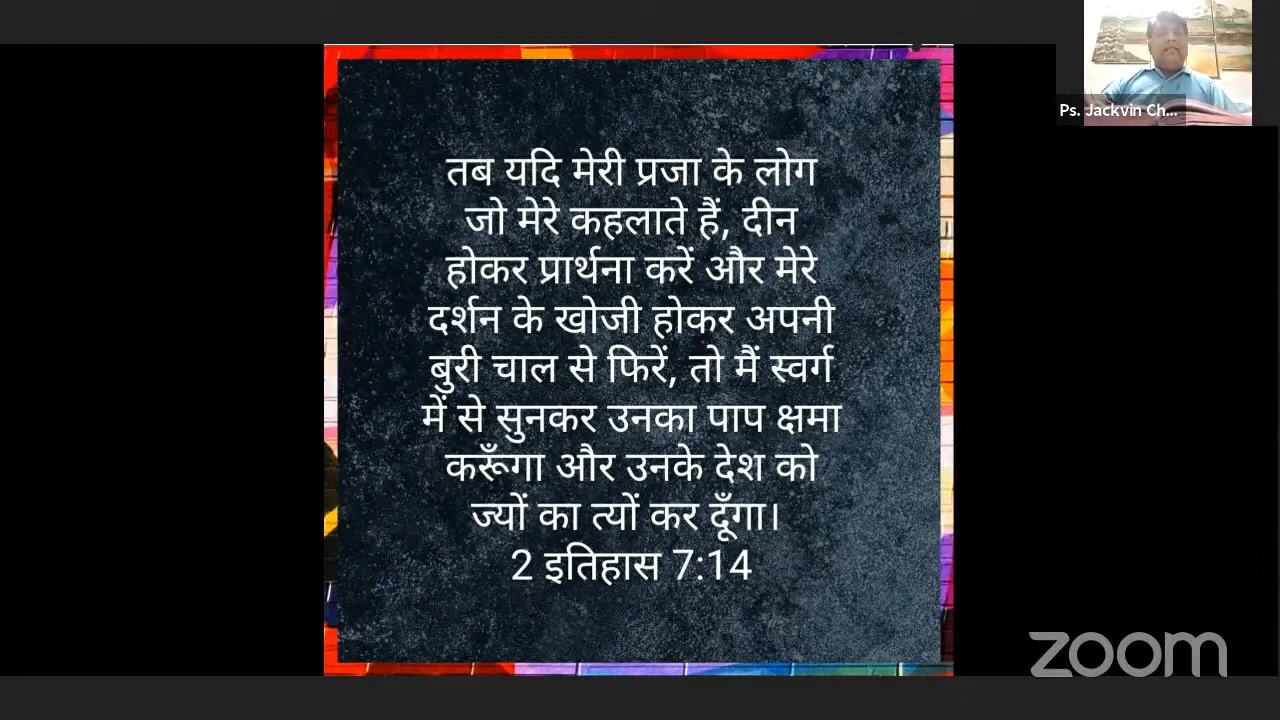 Ps. Jackvin Ch...
तब यदि मेरी प्रजा के लोग
जो मेरे कहलाते हैं, दीन
होकर प्रार्थना करें और मेरे
दर्शन के खोजी होकर अपनी
बुरी चाल से फिरें, तो मैं स्वर्ग
में से सुनकर उनका पाप क्षमा
करूँगा और उनके देश को
ज्यों का त्यों कर दूँगा।
2 इतिहास 7:14
zoom